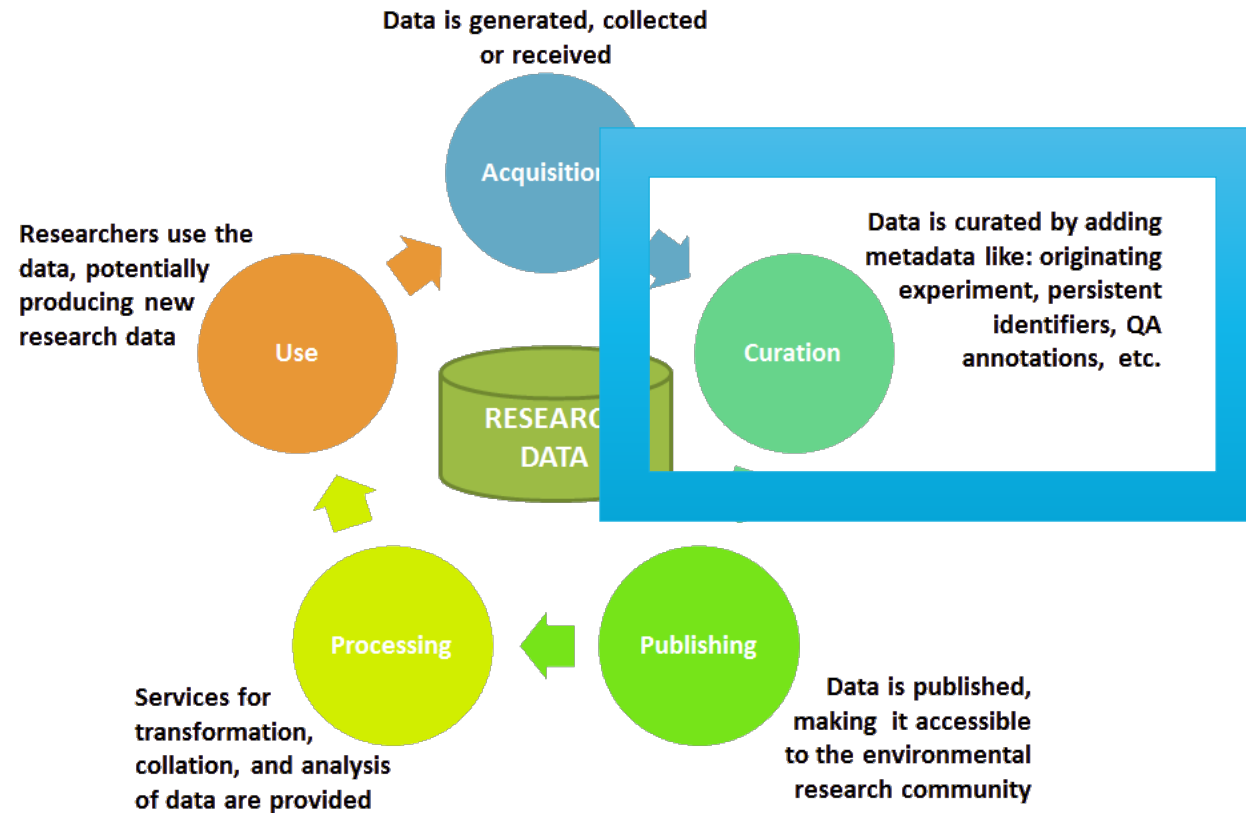 Data is generated, collected
or received
Acquisition
Data is curated by adding
metadata like: originating
experiment, persistent
identifiers, QA
annotations, etc.
Curation
Researchers use the
data, potentially
producing new
research data
Use
RESEARC
DATA
Processing
Publishing
Services for
transformation,
collation, and analysis
of data are provided
Data is published,
making it accessible
to the environmental
research community